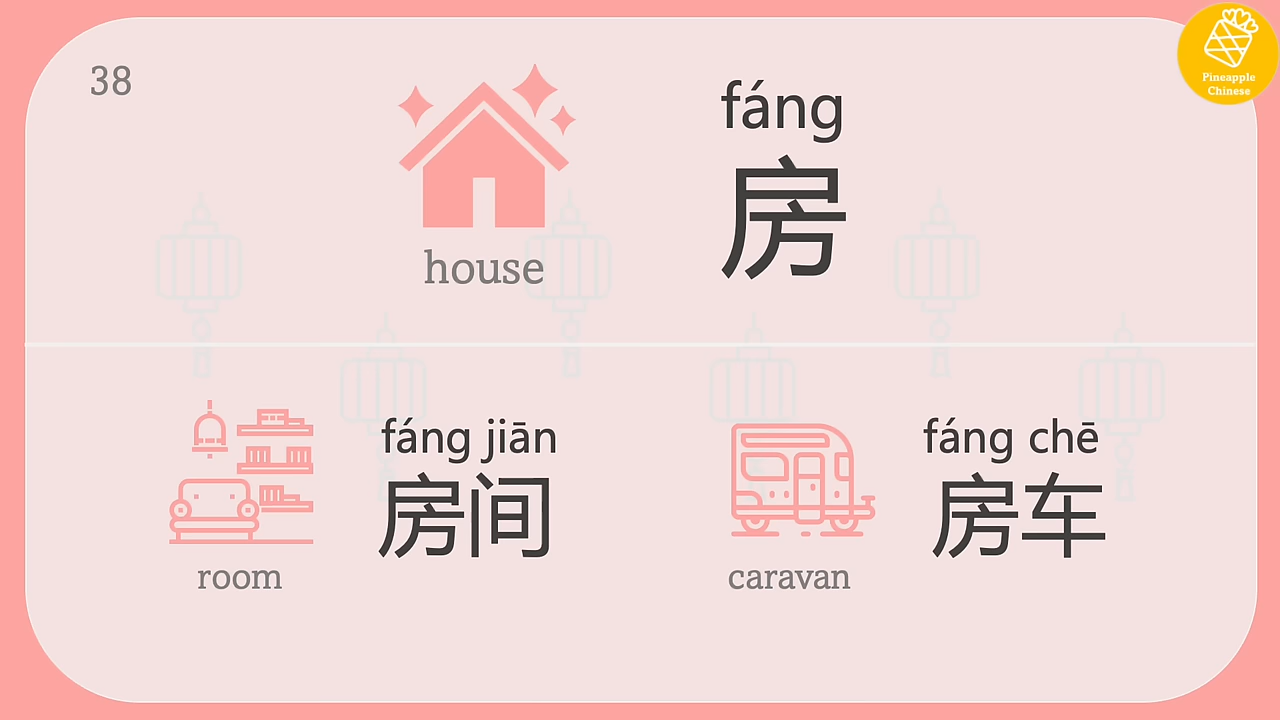 38
Pineapple
Chinese
fáng
房
house
fáng jiān
房间
room
fáng chē
房车
caravan